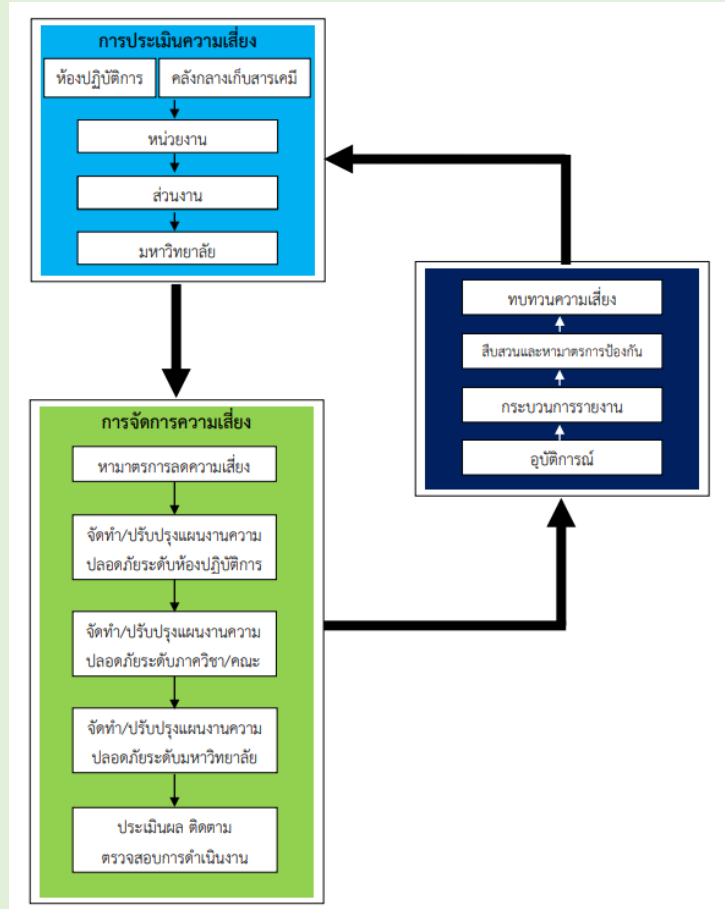 การประเมินความเสี่ยง
ห้องปฏิบัติการ
คลังกลางเก็บสารเคมี
หน่วยงาน
ส่วนงาน
มหาวิทยาลัย
การจัดการความเสี่ยง
หามาตรการลดความเสี่ยง
จัดทำ/ปรับปรุงแผนงานความ
ปลอดภัยระดับห้องปฏิบัติการ
จัดทำ/ปรับปรุงแผนงานความ
ปลอดภัยระดับภาควิชา/คณะ
จัดทำ/ปรับปรุงแผนงานความ
ปลอดภัยระดับมหาวิทยาลัย
ประเมินผล ติดตาม
ตรวจสอบการดำเนินงาน
ทบทวนความเสี่ยง
สืบสวนและหามาตรการป้องกัน
กระบวนการรายงาน
อุบัติการณ์